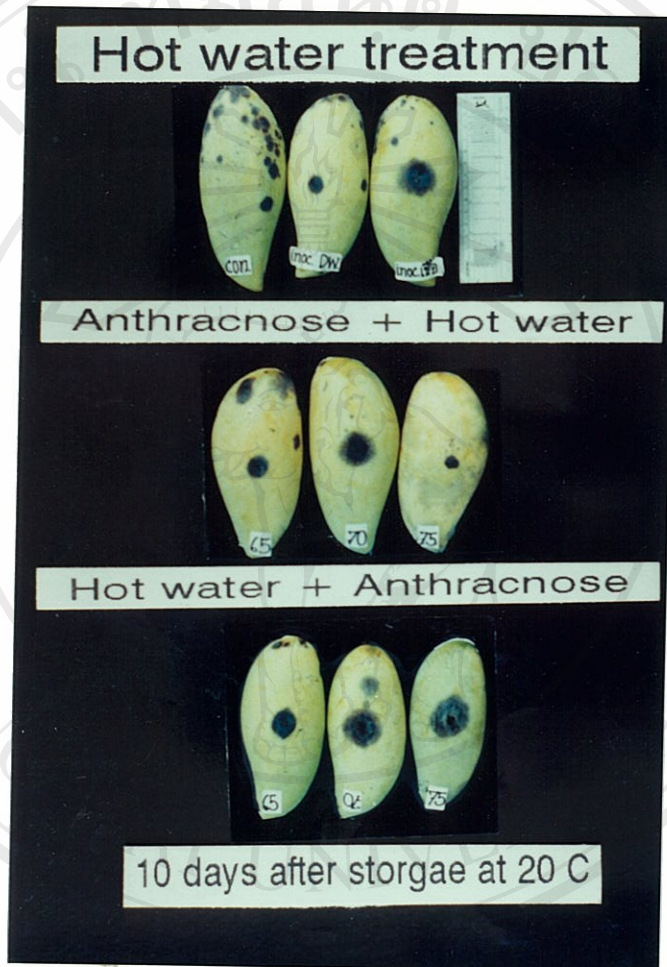 Hot water treatment
con
inoc DW
inoc
Anthracnose + Hot water
65
70
75
Hot water + Anthracnose
65
75
10 days after storgae at 20 C